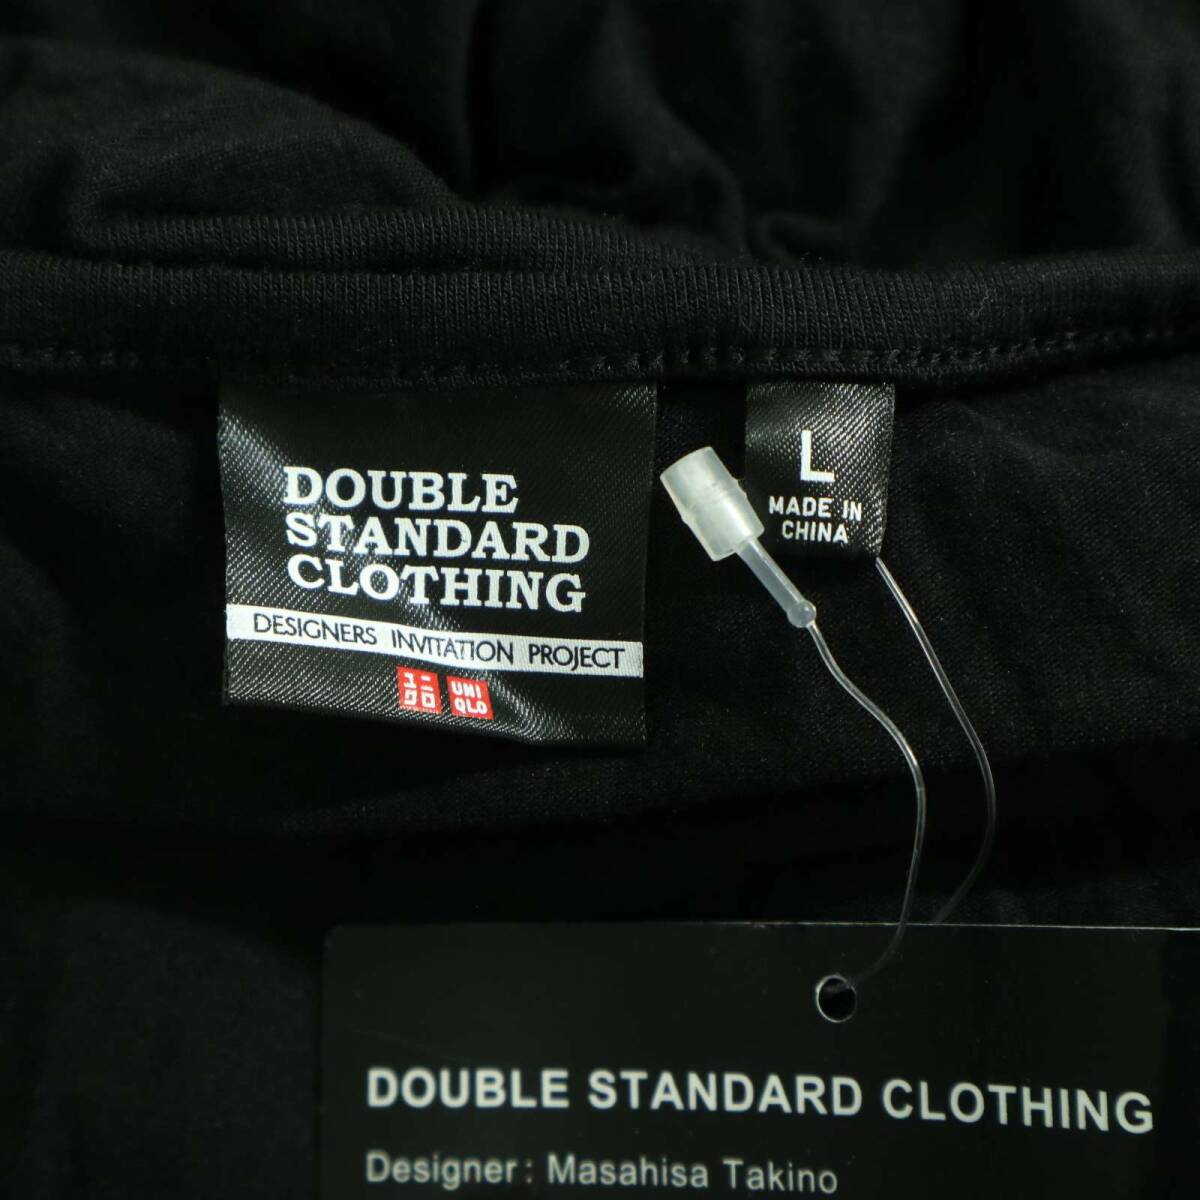 DOUBLE
STANDARD
CLOTHING
DESIGNERS INVITATION PROJECT
ユニ
クロ
UNI
QLO
L
MADE IN
CHINA
DOUBLE STANDARD CLOTHING
Designer: Masahisa Takino